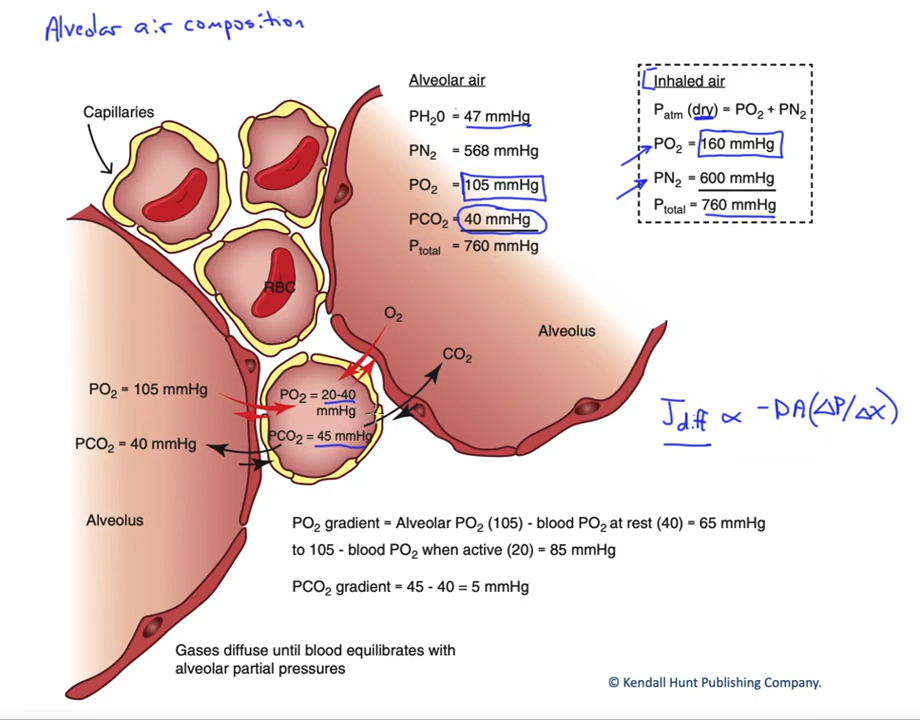 Alveolar air composition
Capillaries
Alveolar air
PH₂0 = 47 mmHg
PN₂ = 568 mmHg
PO₂ = 105 mmHg
PCO₂ = 40 mmHg
Ptotal = 760 mmHg
Inhaled air
Patm (dry) = PO₂ + PN₂
PO₂ = 160 mmHg
PN₂ = 600 mmHg
Ptotal = 760 mmHg
RBC
O₂
Alveolus
CO₂
PO₂ = 105 mmHg
PCO₂ = 40 mmHg
PO₂ = 20-40
mmHg
PCO₂ = 45 mmHg
Jdiff ∝ -DA(ΔP/Δx)
Alveolus
PO₂ gradient = Alveolar PO₂ (105) - blood PO₂ at rest (40) = 65 mmHg
to 105 - blood PO₂ when active (20) = 85 mmHg
PCO₂ gradient = 45 - 40 = 5 mmHg
Gases diffuse until blood equilibrates with
alveolar partial pressures
© Kendall Hunt Publishing Company.